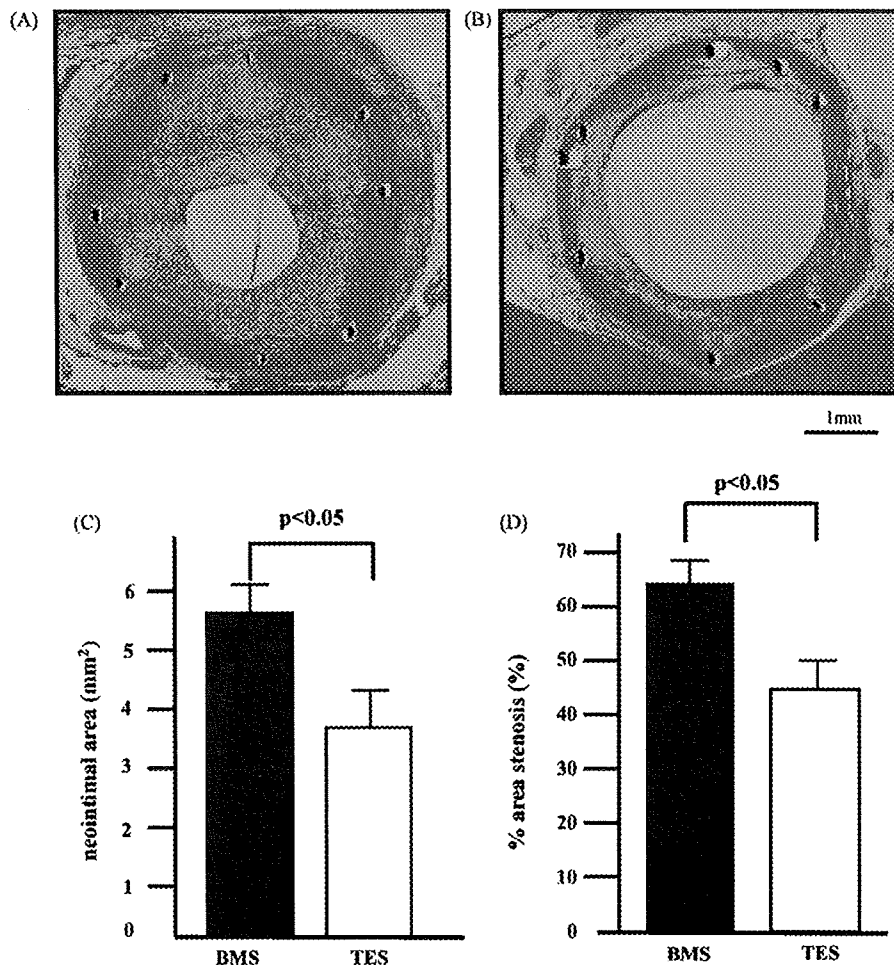 (A)
(B)
1mm
(C)
p<0.05
neointimal area (mm²)
6
5
4
3
2
1
0
BMS
TES
(D)
p<0.05
% area stenosis (%)
70
60
50
40
30
20
10
0
BMS
TES